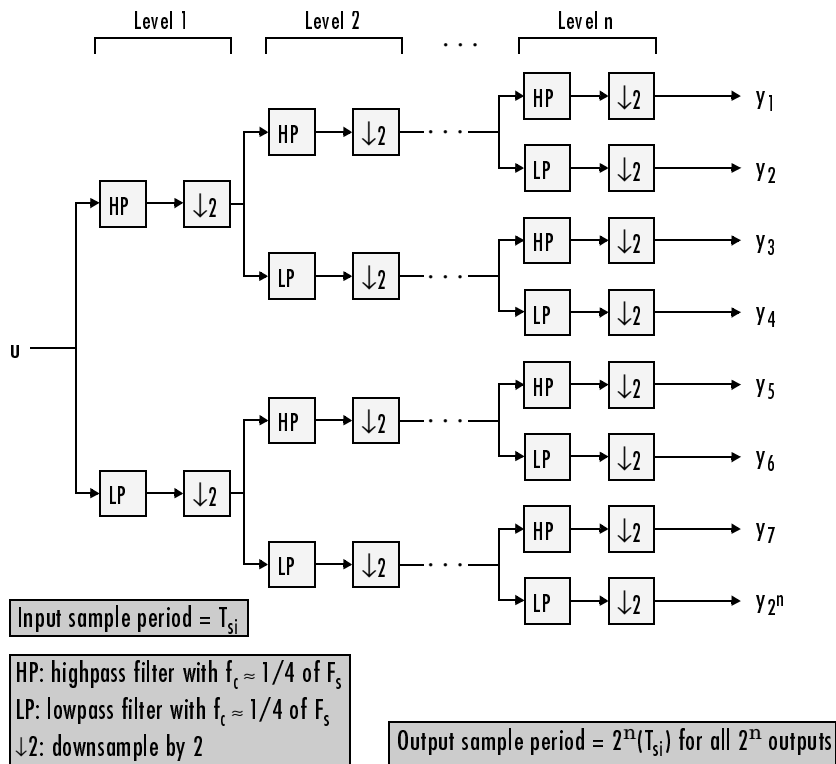 Level 1 Level 2 · · · Level n
HP ↓2 y₁
HP ↓2 · · ·
LP ↓2 y₂
HP ↓2
HP ↓2 y₃
LP ↓2 · · ·
LP ↓2 y₄
u
HP ↓2 y₅
HP ↓2 · · ·
LP ↓2 y₆
LP ↓2
HP ↓2 y₇
LP ↓2 · · ·
LP ↓2 y₂ⁿ
Input sample period = Tsi
HP: highpass filter with fc ≈ 1/4 of Fs
LP: lowpass filter with fc ≈ 1/4 of Fs
↓2: downsample by 2
Output sample period = 2ⁿ(Tsi) for all 2ⁿ outputs